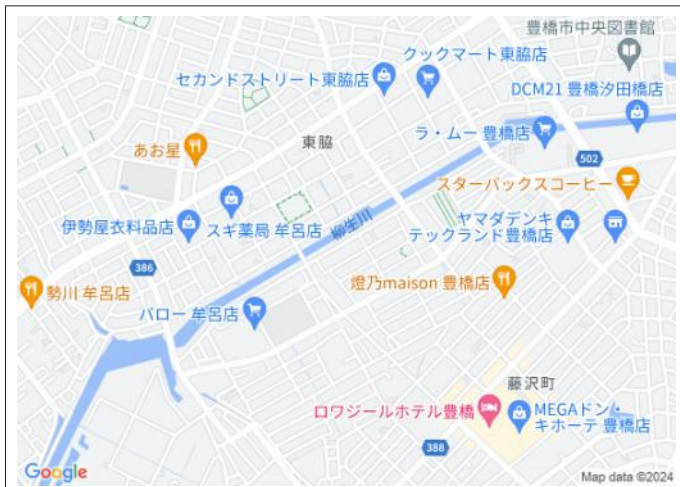 豊橋市中央図書館
クックマート東脇店
セカンドストリート東脇店
DCM21 豊橋汐田橋店
ラ・ムー 豊橋店
東脇
あお星
502
スターバックスコーヒー
伊勢屋衣料品店
スギ薬局 牟呂店
柳生川
ヤマダデンキ
テックランド豊橋店
386
勢川 牟呂店
燈乃maison 豊橋店
バロー 牟呂店
藤沢町
ロワジールホテル豊橋
MEGAドン・
キホーテ 豊橋店
388
Google
Map data ©2024